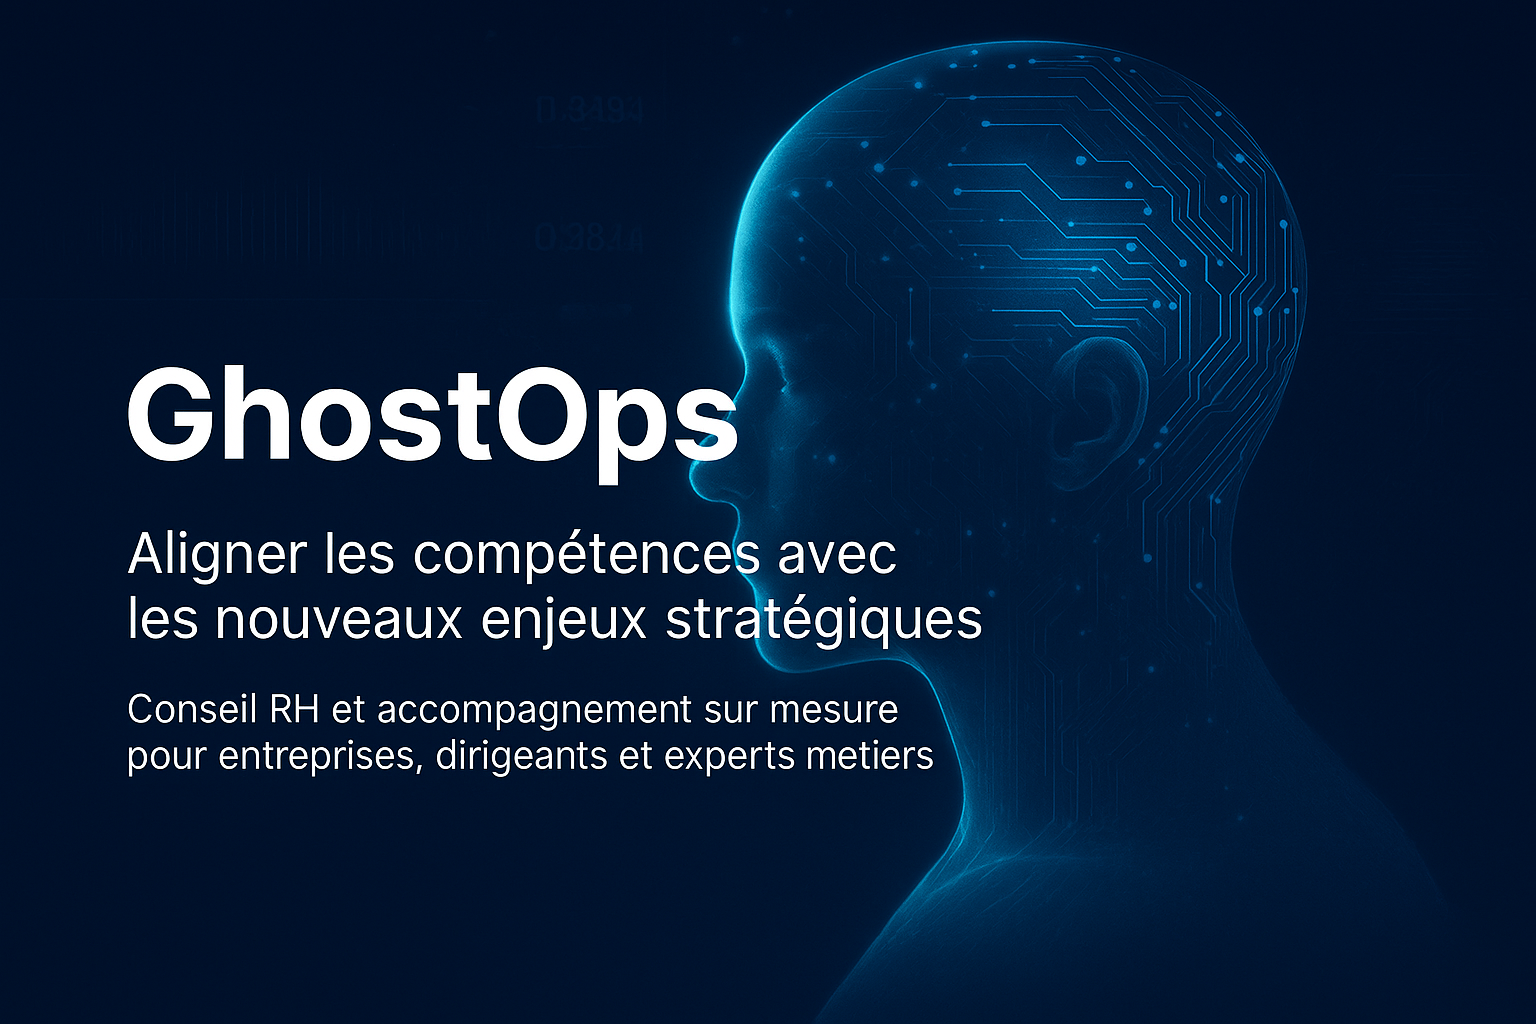 GhostOps
Aligner les compétences avec
les nouveaux enjeux stratégiques
Conseil RH et accompagnement sur mesure
pour entreprises, dirigeants et experts metiers